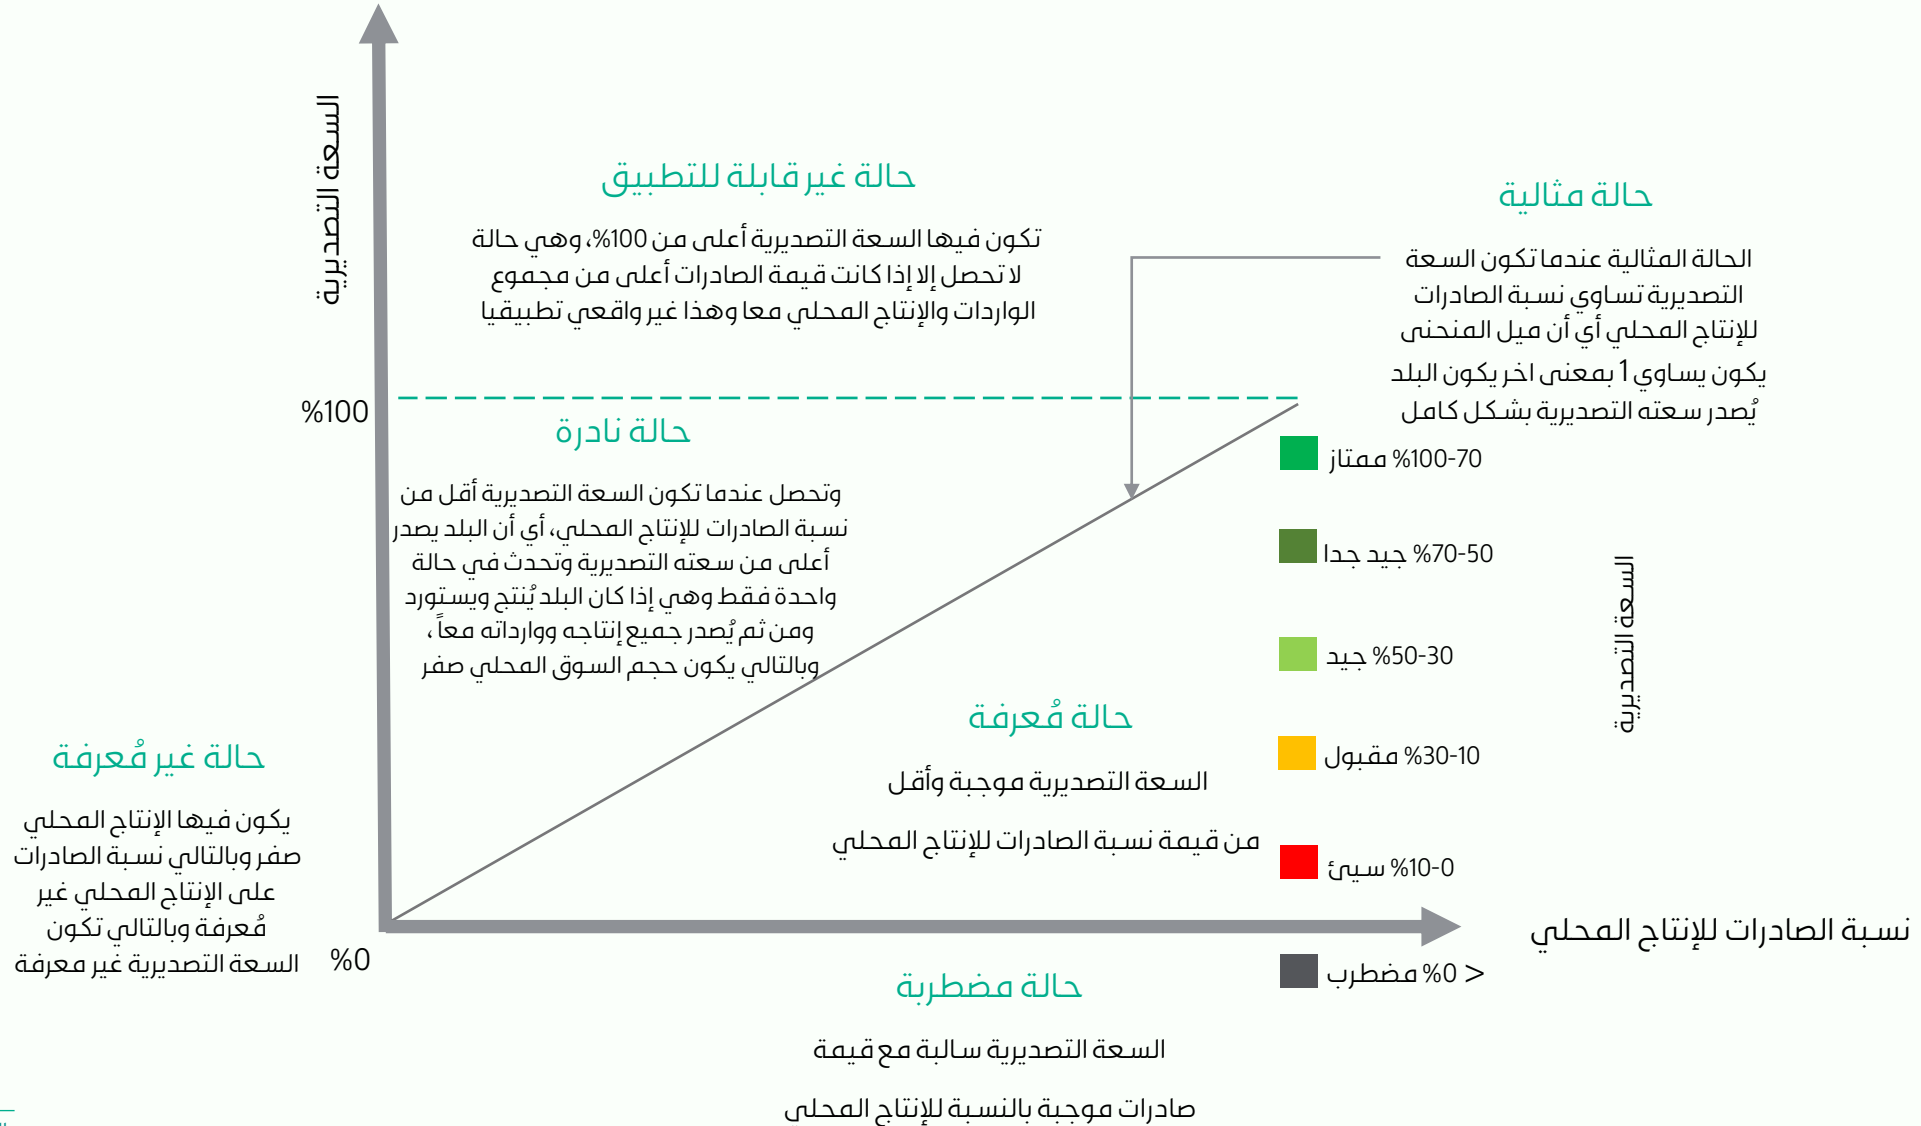 السعة التصديرية
حالة غير قابلة للتطبيق
تكون فيها السعة التصديرية أعلى من 100%، وهي حالة
لا تحصل إلا إذا كانت قيمة الصادرات أعلى من مجموع
الواردات والإنتاج المحلي معا وهذا غير واقعي تطبيقيا
حالة مثالية
الحالة المثالية عندما تكون السعة
التصديرية تساوي نسبة الصادرات
للإنتاج المحلي أي أن ميل المنحنى
يكون يساوي 1 بمعنى اخر يكون البلد
يُصدر سعته التصديرية بشكل كامل
%100
حالة نادرة
وتحصل عندما تكون السعة التصديرية أقل من
نسبة الصادرات للإنتاج المحلي، أي أن البلد يصدر
أعلى من سعته التصديرية وتحدث في حالة
واحدة فقط وهي إذا كان البلد يُنتج ويستورد
ومن ثم يُصدر جميع إنتاجه ووارداته معاً،
وبالتالي يكون حجم السوق المحلي صفر
70-100% ممتاز
50-70% جيد جدا
30-50% جيد
10-30% مقبول
0-10% سيئ
< 0% مضطرب
السعة التصديرية
حالة مُعرفة
السعة التصديرية موجبة وأقل
من قيمة نسبة الصادرات للإنتاج المحلي
حالة غير مُعرفة
يكون فيها الإنتاج المحلي
صفر وبالتالي نسبة الصادرات
على الإنتاج المحلي غير
مُعرفة وبالتالي تكون
السعة التصديرية غير معرفة
%0
نسبة الصادرات للإنتاج المحلي
حالة مضطربة
السعة التصديرية سالبة مع قيمة
صادرات موجبة بالنسبة للإنتاج المحلي